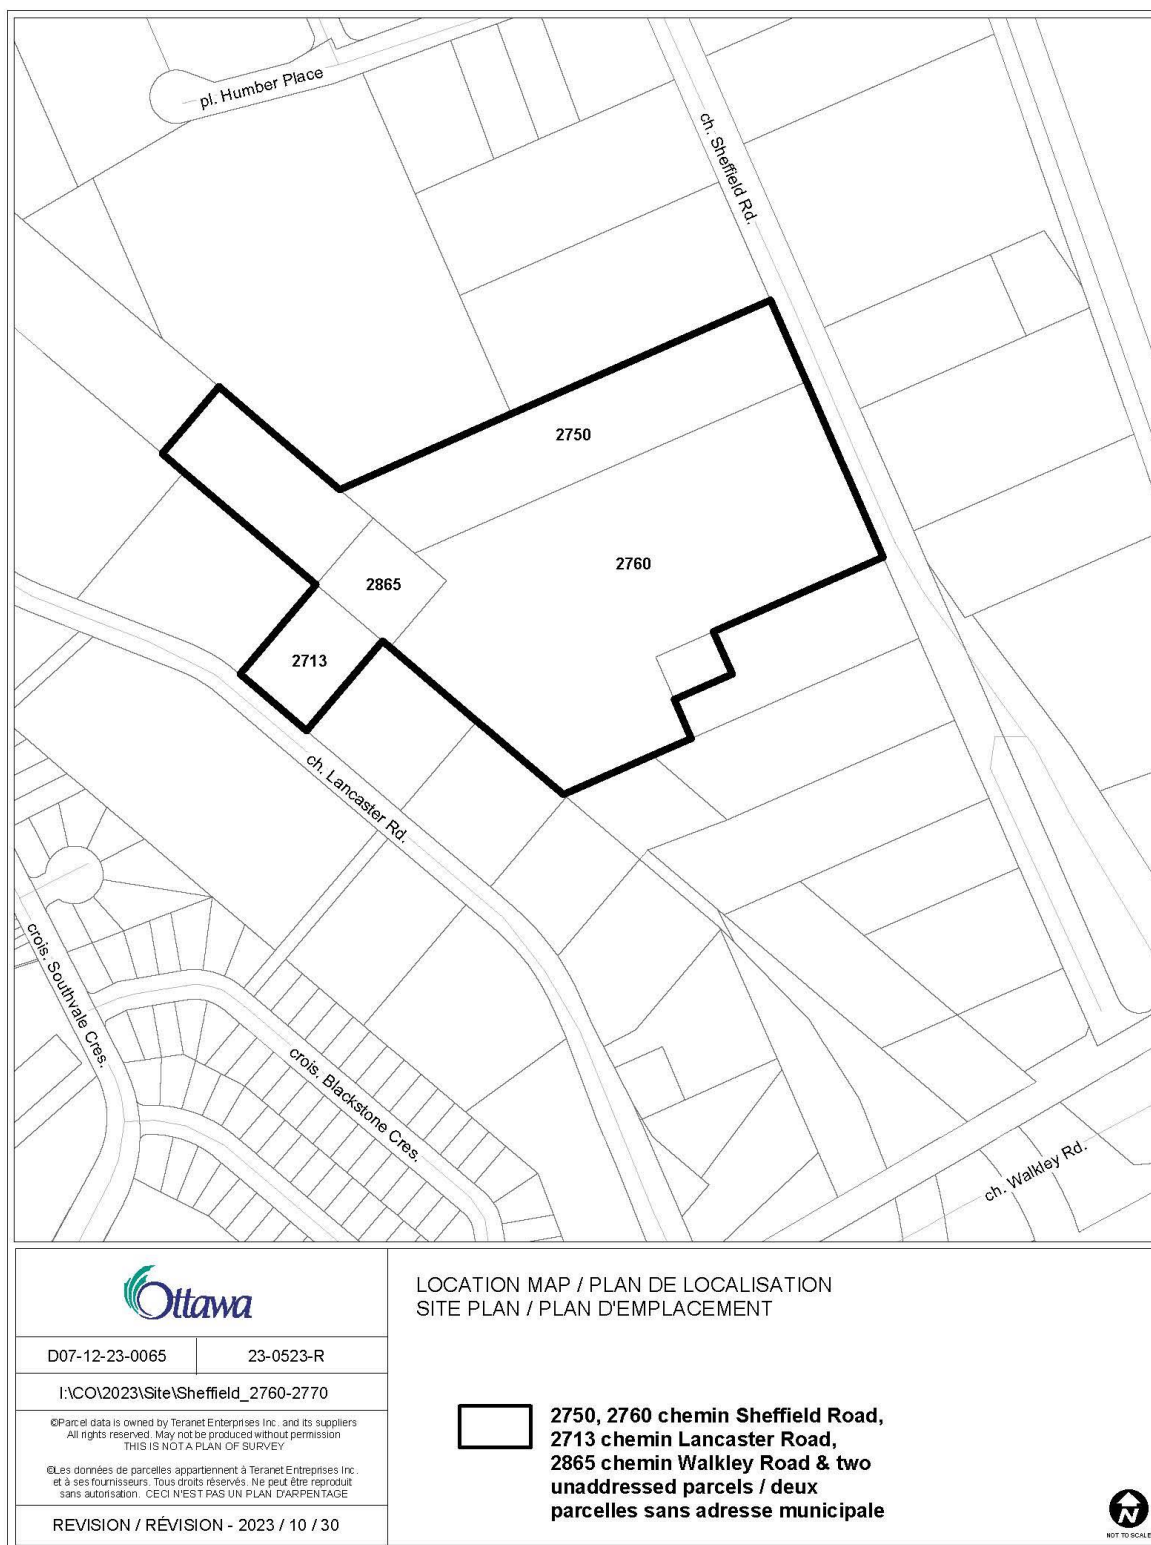 pl. Humber Place
ch. Sheffield Rd.
2750
2760
2865
2713
ch. Lancaster Rd.
crois. Southvale Cres.
crois. Blackstone Cres.
ch. Walkley Rd.
Ottawa
D07-12-23-0065
23-0523-R
I:\CO\2023\Site\Sheffield_2760-2770
©Parcel data is owned by Teranet Enterprises Inc. and its suppliers
All rights reserved. May not be produced without permission
THIS IS NOT A PLAN OF SURVEY
©Les données de parcelles appartiennent à Teranet Entreprises Inc.
et à ses fournisseurs. Tous droits réservés. Ne peut être reproduit
sans autorisation. CECI N'EST PAS UN PLAN D'ARPENTAGE
REVISION / RÉVISION - 2023 / 10 / 30
LOCATION MAP / PLAN DE LOCALISATION
SITE PLAN / PLAN D'EMPLACEMENT
2750, 2760 chemin Sheffield Road,
2713 chemin Lancaster Road,
2865 chemin Walkley Road & two
unaddressed parcels / deux
parcelles sans adresse municipale
N
NOT TO SCALE